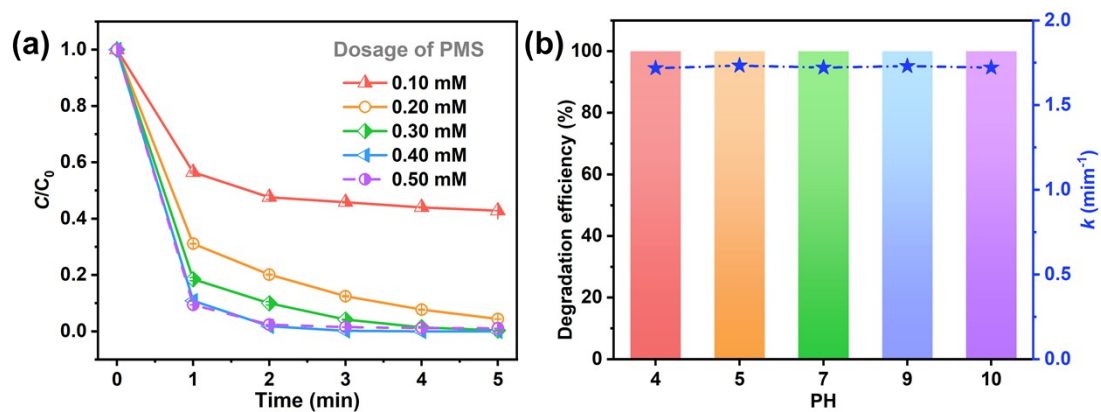 (a)
Dosage of PMS
0.10 mM
0.20 mM
0.30 mM
0.40 mM
0.50 mM
C/C0
1.0
0.8
0.6
0.4
0.2
0.0
0 1 2 3 4 5
Time (min)
(b)
Degradation efficiency (%)
100
80
60
40
20
0
4 5 7 9 10
PH
2.0
1.5
1.0
0.5
0.0
k (mim-1)